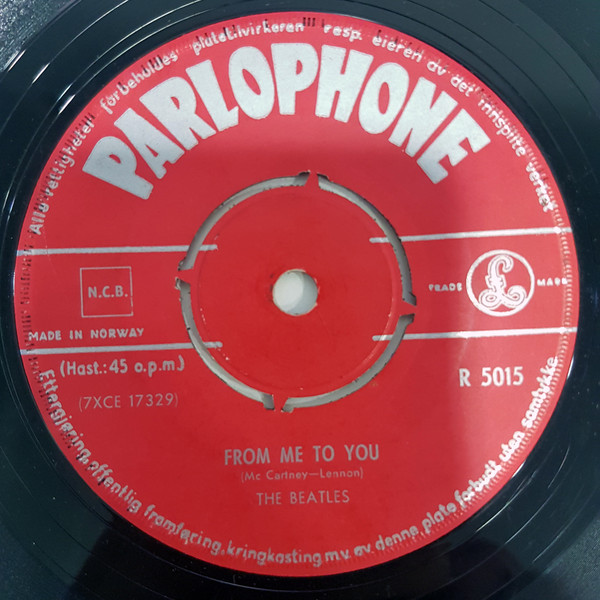 Alle rettigheter forbeholdes platetilvirkeren resp. eieren av det innspilte verket
PARLOPHONE
N.C.B.
TRADE £ MARK
MADE IN NORWAY
(Hast.: 45 o.p.m.)
R 5015
(7XCE 17329)
FROM ME TO YOU
(Mc Cartney—Lennon)
THE BEATLES
Ettergjøring, offentlig framføring, kringkasting m.v. av denne plate forbudt uten samtykke